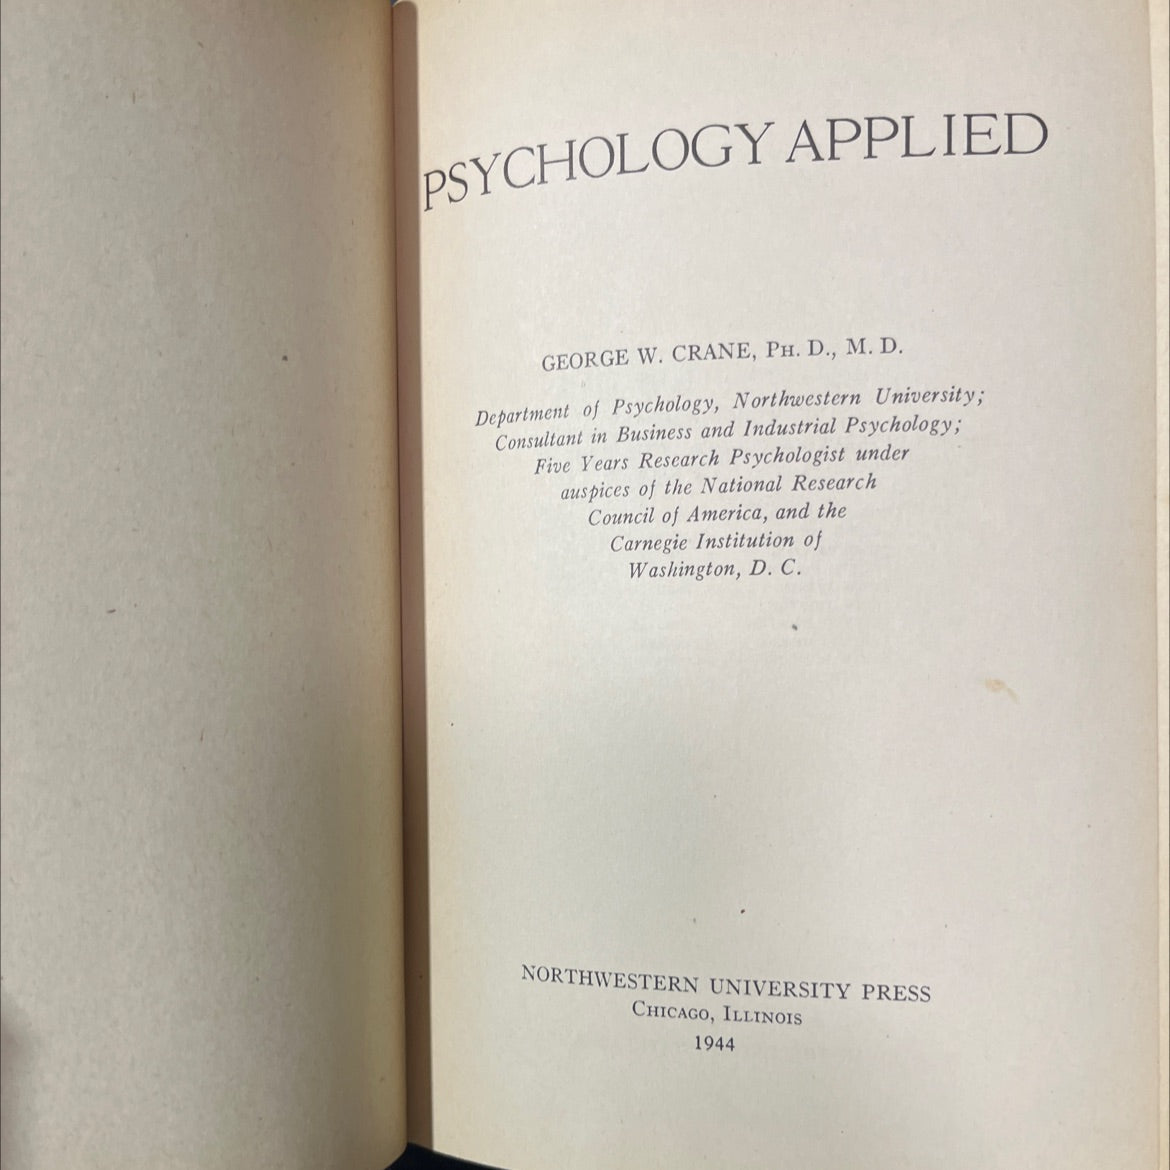 PSYCHOLOGY APPLIED
GEORGE W. CRANE, PH. D., M. D.
Department of Psychology, Northwestern University;
Consultant in Business and Industrial Psychology;
Five Years Research Psychologist under
auspices of the National Research
Council of America, and the
Carnegie Institution of
Washington, D. C.
NORTHWESTERN UNIVERSITY PRESS
CHICAGO, ILLINOIS
1944